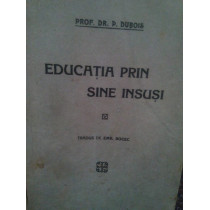 PROF. DR. P. DUBOIS
EDUCAȚIA PRIN
SINE INSUȘI